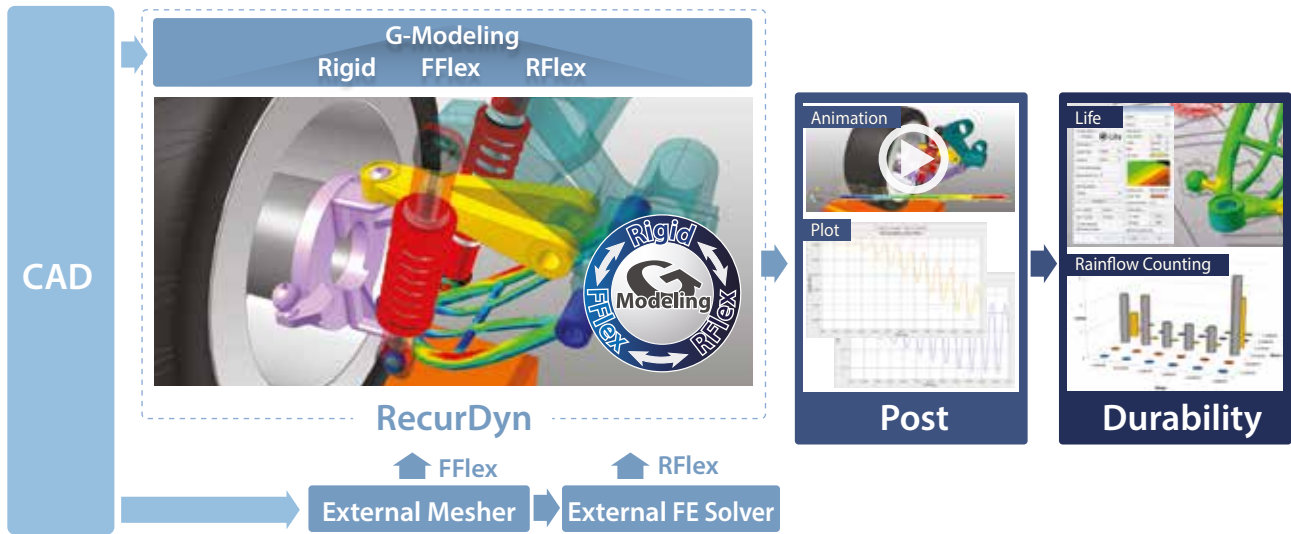 CAD
G-Modeling
Rigid FFlex RFlex
Rigid
FFlex
RFlex
G
Modeling
RecurDyn
FFlex
RFlex
External Mesher
External FE Solver
Animation
Plot
Post
Life
Rainflow Counting
Durability